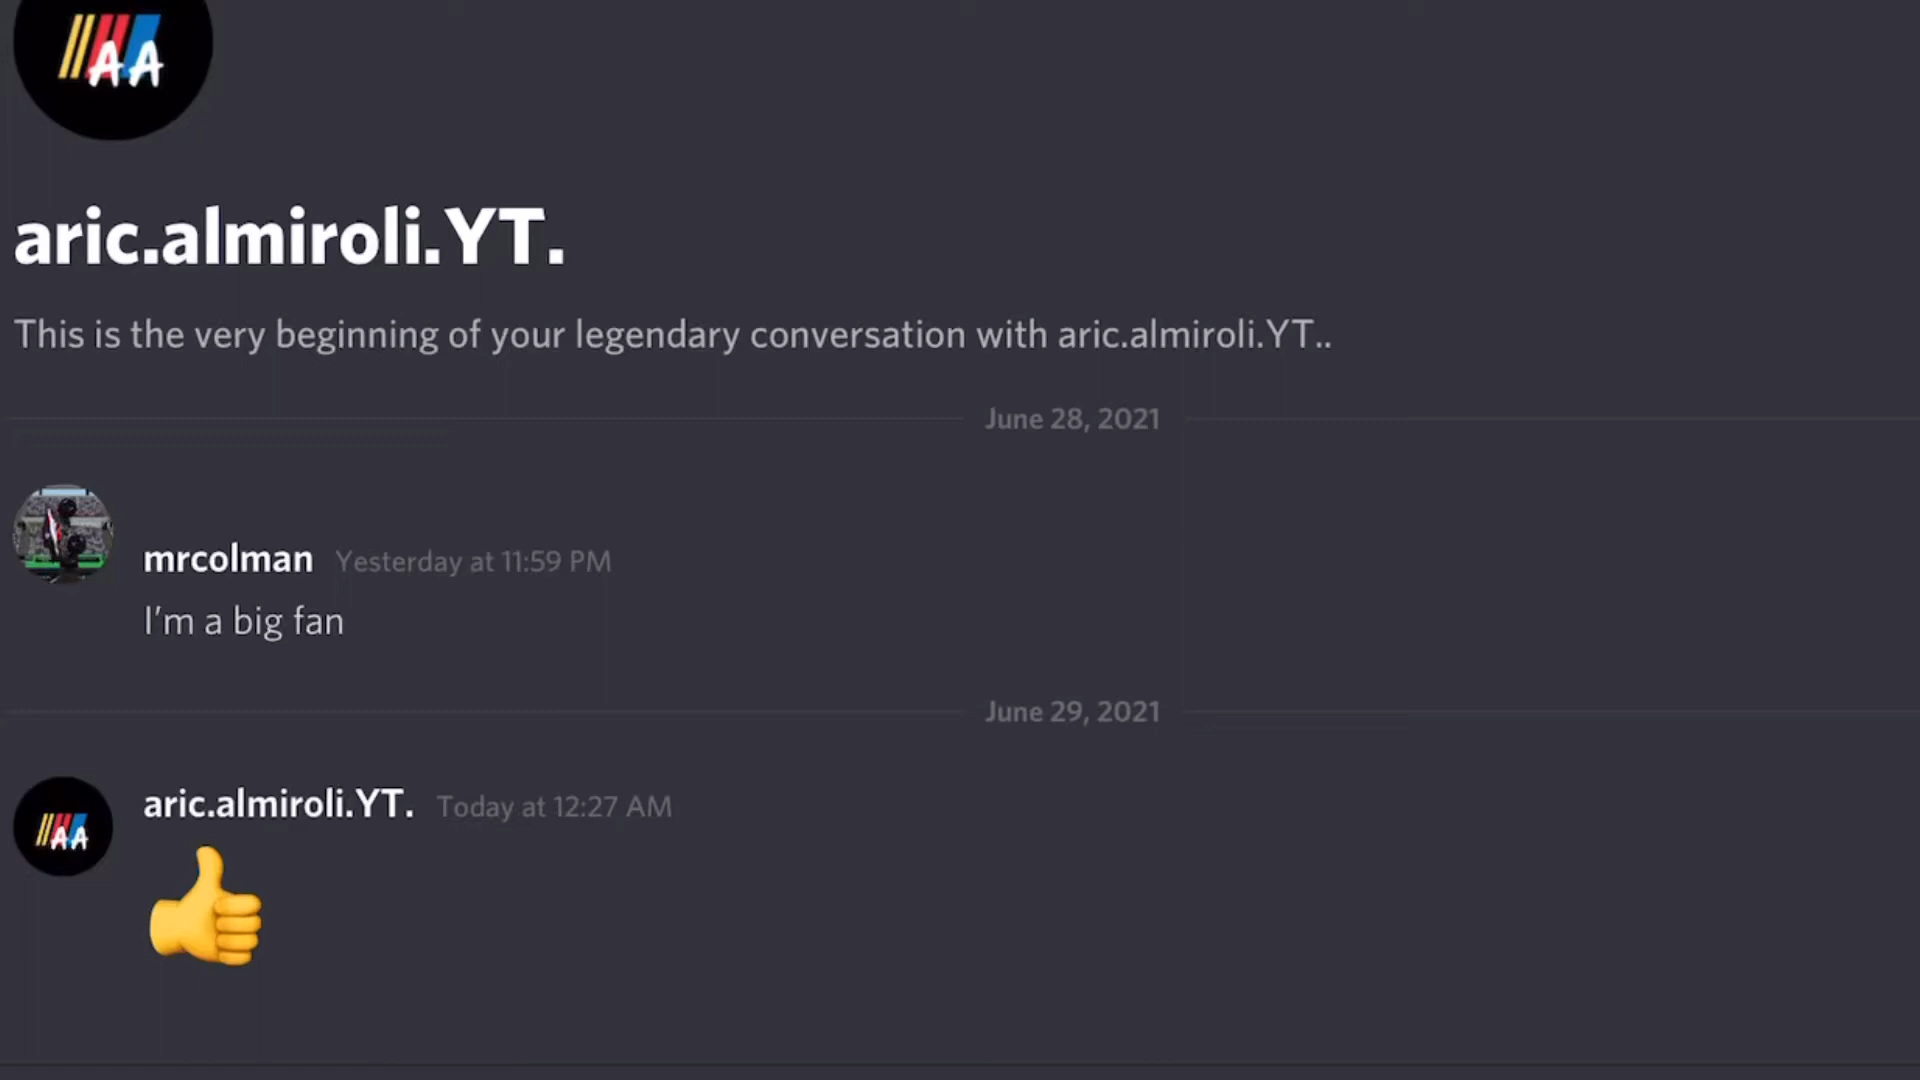 AA
aric.almiroli.YT.
This is the very beginning of your legendary conversation with aric.almiroli.YT..
June 28, 2021
mrcolman Yesterday at 11:59 PM
I'm a big fan
June 29, 2021
AA
aric.almiroli.YT. Today at 12:27 AM